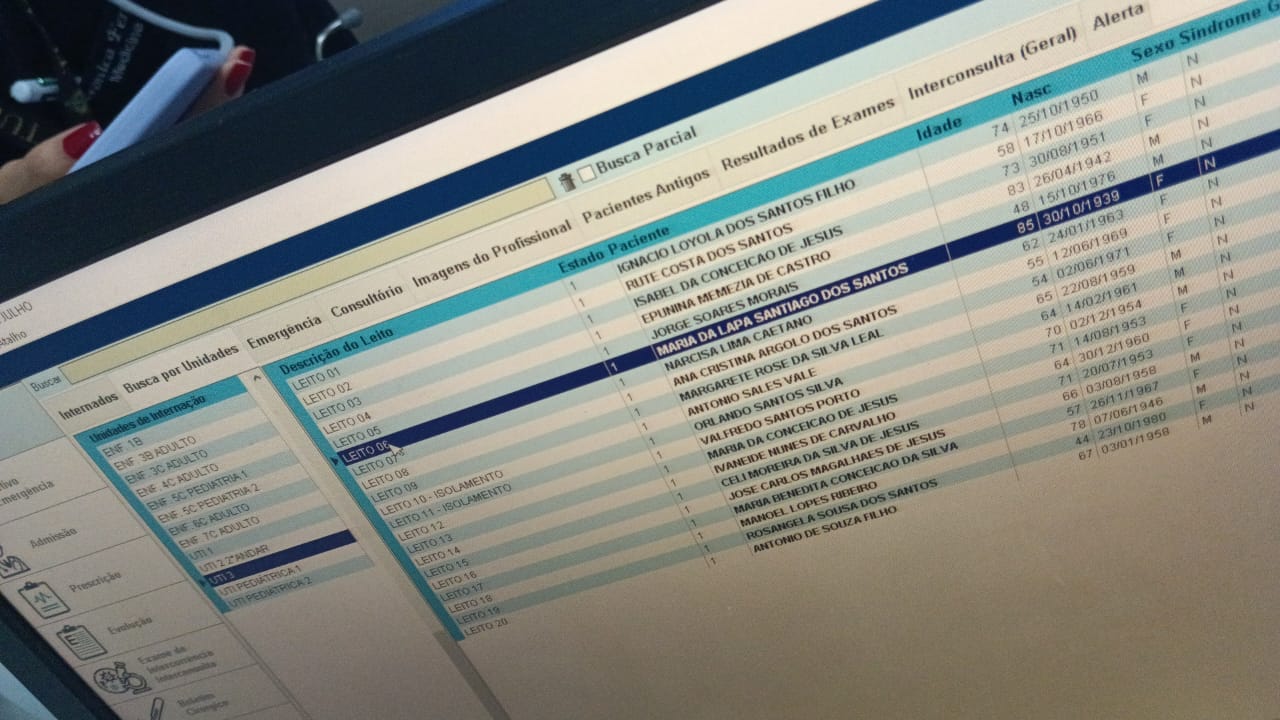 Buscar
Busca Parcial
Internados Busca por Unidades Emergência Consultório Imagens do Profissional Pacientes Antigos Resultados de Exames Interconsulta (Geral) Alerta
Unidades de Internação
ENF 1B
ENF 3B ADULTO
ENF 3C ADULTO
ENF 4C ADULTO
ENF 5C PEDIATRIA 1
ENF 5C PEDIATRIA 2
ENF 6C ADULTO
ENF 7C ADULTO
UTI 1
UTI 2 2°ANDAR
UTI 3
UTI PEDIATRICA 1
UTI PEDIATRICA 2
Descrição do Leito Estado Paciente Idade Nasc Sexo Sindrome G
LEITO 01 1 IGNACIO LOYOLA DOS SANTOS FILHO 74 25/10/1950 M N
LEITO 02 1 RUTE COSTA DOS SANTOS 58 17/10/1966 F N
LEITO 03 1 ISABEL DA CONCEICAO DE JESUS 73 30/08/1951 F N
LEITO 04 1 EPUNINA MEMEZIA DE CASTRO 83 26/04/1942 M N
LEITO 05 1 JORGE SOARES MORAIS 48 15/10/1976 M N
LEITO 06 1 MARIA DA LAPA SANTIAGO DOS SANTOS 85 30/10/1939 F N
LEITO 07 1 NARCISA LIMA CAETANO 62 24/01/1963 F N
LEITO 08 1 ANA CRISTINA ARGOLO DOS SANTOS 55 12/06/1969 F N
LEITO 09 1 MARGARETE ROSE DA SILVA LEAL 54 02/06/1971 F N
LEITO 10 - ISOLAMENTO 1 ANTONIO SALES VALE 65 22/08/1959 M N
LEITO 11 - ISOLAMENTO 1 ORLANDO SANTOS SILVA 64 14/02/1961 M N
LEITO 12 1 VALFREDO SANTOS PORTO 70 02/12/1954 M N
LEITO 13 1 MARIA DA CONCEICAO DE JESUS 71 14/08/1953 F N
LEITO 14 1 IVANEIDE NUNES DE CARVALHO 64 30/12/1960 F N
LEITO 15 1 CELI MOREIRA DA SILVA DE JESUS 71 20/07/1953 F N
LEITO 16 1 JOSE CARLOS MAGALHAES DE JESUS 66 03/08/1958 M N
LEITO 17 1 MARIA BENEDITA CONCEICAO DA SILVA 57 26/11/1967 F N
LEITO 18 1 MANOEL LOPES RIBEIRO 78 07/06/1946 M N
LEITO 19 1 ROSANGELA SOUSA DOS SANTOS 44 23/10/1980 F N
LEITO 20 1 ANTONIO DE SOUZA FILHO 67 03/01/1958 M N
Admissão
Prescrição
Evolução
Exame de
Intercorrência
Interconsulta
Boletim
Cirúrgico